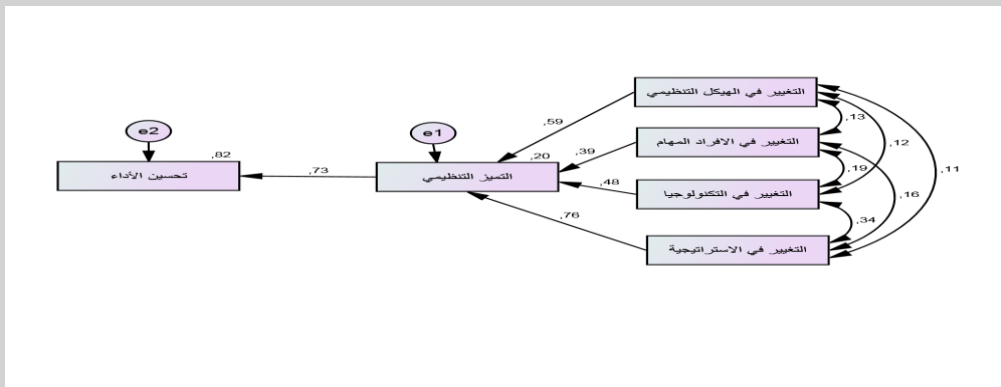 التغيير في الهيكل التنظيمي
,59
,13
e2
e1
التغيير في الافراد المهام
,12
,82
,20
,39
,19
,11
تحسين الأداء
,73
التميز التنظيمي
,48
التغيير في التكنولوجيا
,16
,76
,34
التغيير في الاستراتيجية